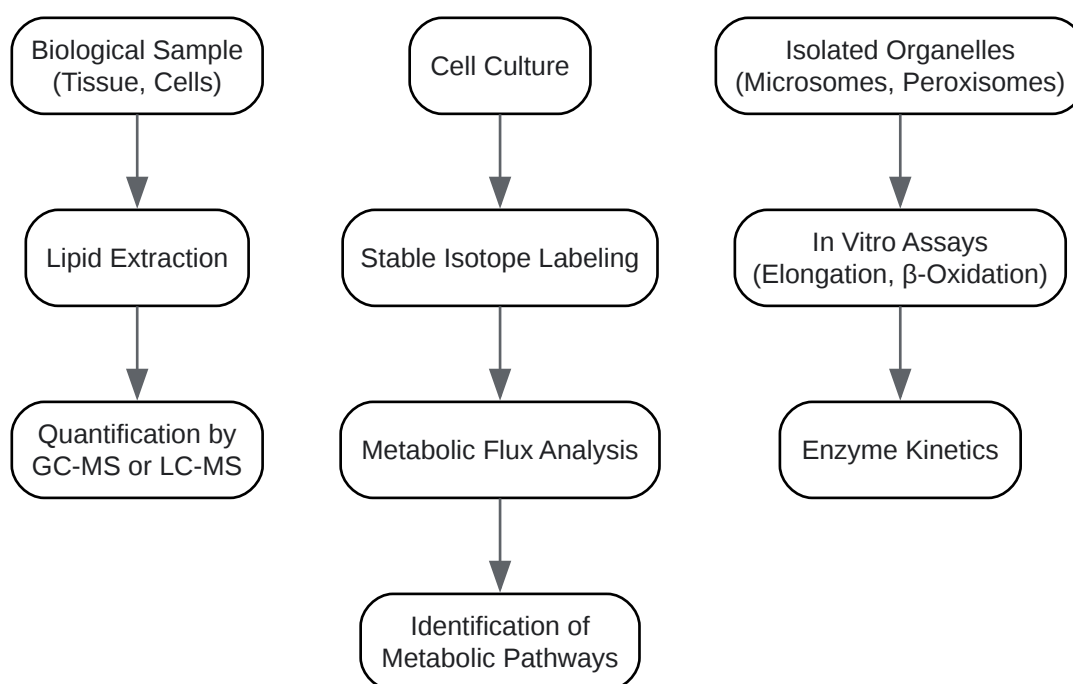 Biological Sample
(Tissue, Cells)
Lipid Extraction
Quantification by
GC-MS or LC-MS
Cell Culture
Stable Isotope Labeling
Metabolic Flux Analysis
Identification of
Metabolic Pathways
Isolated Organelles
(Microsomes, Peroxisomes)
In Vitro Assays
(Elongation, β-Oxidation)
Enzyme Kinetics